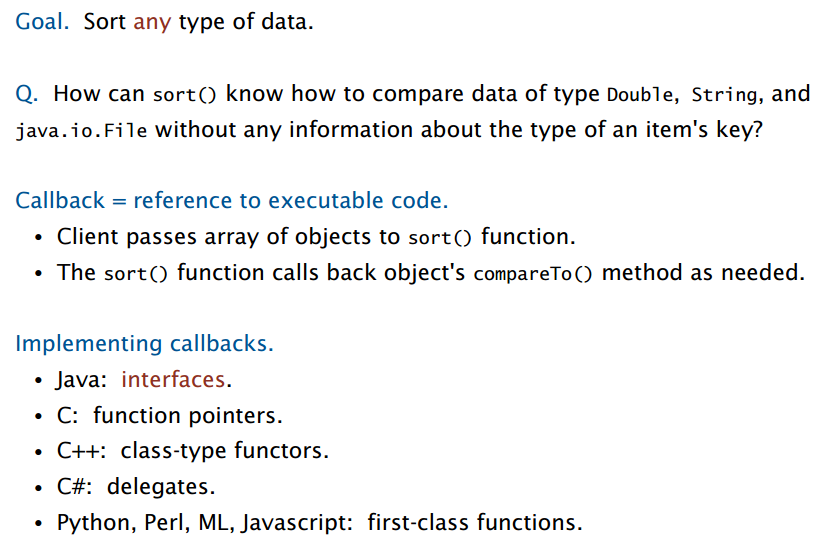 Goal. Sort any type of data.
Q. How can sort() know how to compare data of type Double, String, and
java.io.File without any information about the type of an item's key?
Callback = reference to executable code.
• Client passes array of objects to sort() function.
• The sort() function calls back object's compareTo() method as needed.
Implementing callbacks.
• Java: interfaces.
• C: function pointers.
• C++: class-type functors.
• C#: delegates.
• Python, Perl, ML, Javascript: first-class functions.